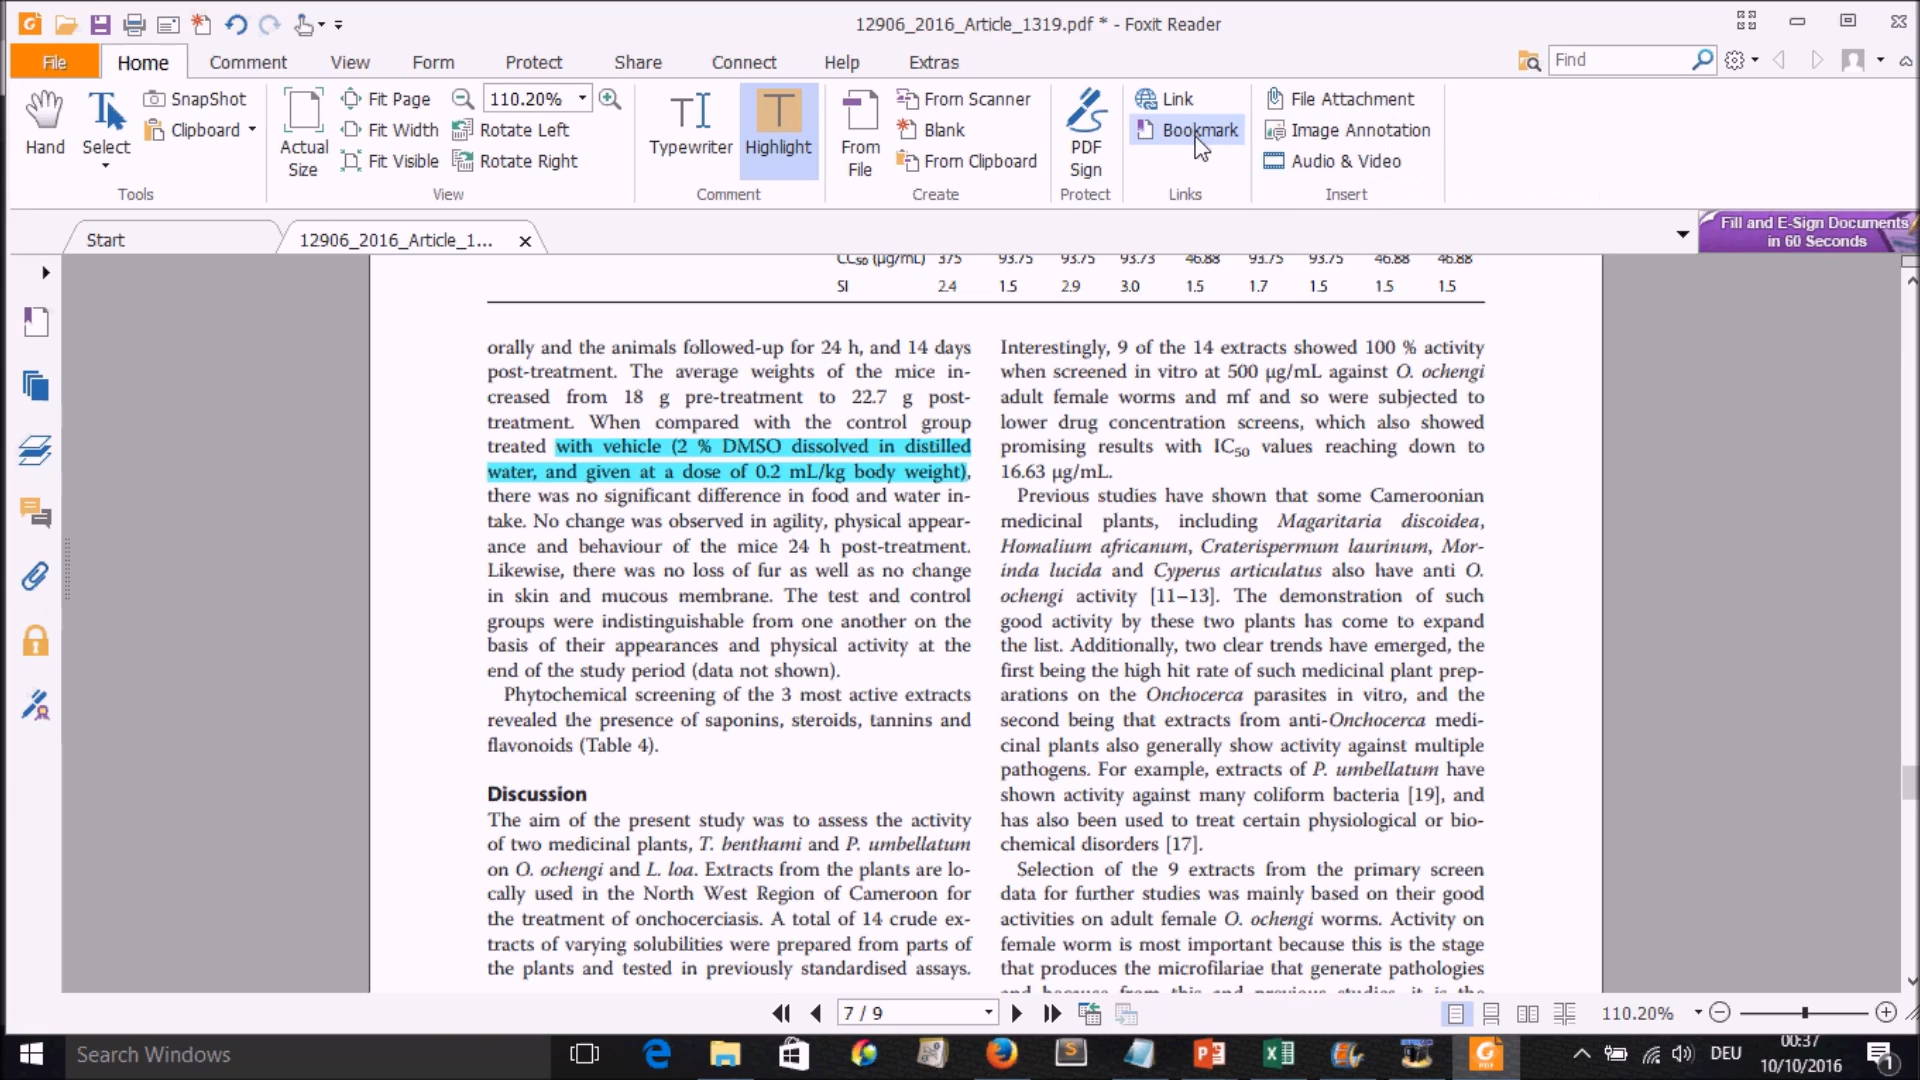 12906_2016_Article_1319.pdf * - Foxit Reader
File Home Comment View Form Protect Share Connect Help Extras
Find
Hand
Select
SnapShot
Clipboard
Tools
Actual Size
Fit Page
Fit Width
Fit Visible
110.20%
Rotate Left
Rotate Right
View
Typewriter
Highlight
Comment
From File
From Scanner
Blank
From Clipboard
Create
PDF Sign
Protect
Link
Bookmark
Links
File Attachment
Image Annotation
Audio & Video
Insert
Start
12906_2016_Article_1...
Fill and E-Sign Documents
in 60 Seconds
CC50 (µg/mL) 375 93.75 93.75 93.73 46.88 93.75 93.75 46.88 46.88
SI 2.4 1.5 2.9 3.0 1.5 1.7 1.5 1.5 1.5
orally and the animals followed-up for 24 h, and 14 days
post-treatment. The average weights of the mice in-
creased from 18 g pre-treatment to 22.7 g post-
treatment. When compared with the control group
treated with vehicle (2 % DMSO dissolved in distilled
water, and given at a dose of 0.2 mL/kg body weight),
there was no significant difference in food and water in-
take. No change was observed in agility, physical appear-
ance and behaviour of the mice 24 h post-treatment.
Likewise, there was no loss of fur as well as no change
in skin and mucous membrane. The test and control
groups were indistinguishable from one another on the
basis of their appearances and physical activity at the
end of the study period (data not shown).
Phytochemical screening of the 3 most active extracts
revealed the presence of saponins, steroids, tannins and
flavonoids (Table 4).
Discussion
The aim of the present study was to assess the activity
of two medicinal plants, T. benthami and P. umbellatum
on O. ochengi and L. loa. Extracts from the plants are lo-
cally used in the North West Region of Cameroon for
the treatment of onchocerciasis. A total of 14 crude ex-
tracts of varying solubilities were prepared from parts of
the plants and tested in previously standardised assays.
Interestingly, 9 of the 14 extracts showed 100 % activity
when screened in vitro at 500 µg/mL against O. ochengi
adult female worms and mf and so were subjected to
lower drug concentration screens, which also showed
promising results with IC50 values reaching down to
16.63 µg/mL.
Previous studies have shown that some Cameroonian
medicinal plants, including Magaritaria discoidea,
Homalium africanum, Craterispermum laurinum, Mor-
inda lucida and Cyperus articulatus also have anti O.
ochengi activity [11–13]. The demonstration of such
good activity by these two plants has come to expand
the list. Additionally, two clear trends have emerged, the
first being the high hit rate of such medicinal plant prep-
arations on the Onchocerca parasites in vitro, and the
second being that extracts from anti-Onchocerca medi-
cinal plants also generally show activity against multiple
pathogens. For example, extracts of P. umbellatum have
shown activity against many coliform bacteria [19], and
has also been used to treat certain physiological or bio-
chemical disorders [17].
Selection of the 9 extracts from the primary screen
data for further studies was mainly based on their good
activities on adult female O. ochengi worms. Activity on
female worm is most important because this is the stage
that produces the microfilariae that generate pathologies
7 / 9
110.20%
Search Windows
DEU
00:37
10/10/2016
1